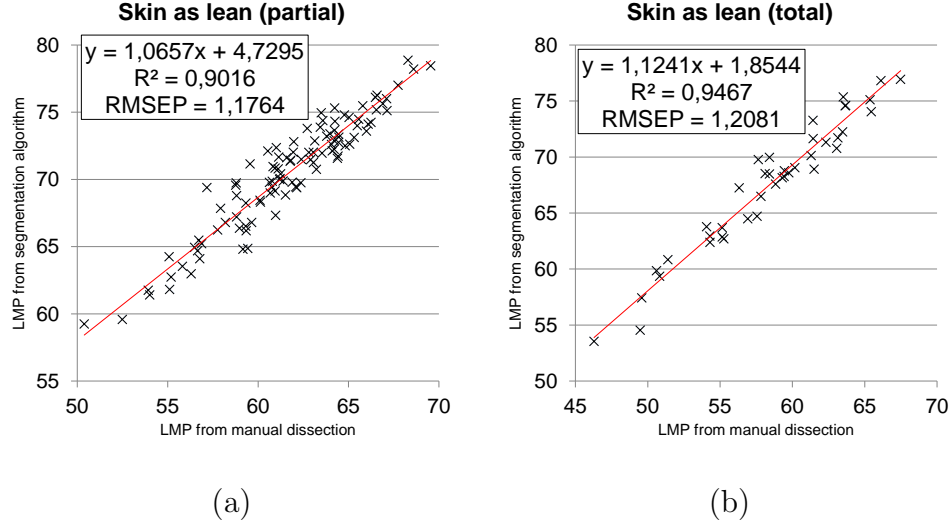 Skin as lean (partial)
80
75
70
65
60
55
50 55 60 65 70
y = 1,0657x + 4,7295
R² = 0,9016
RMSEP = 1,1764
LMP from segmentation algorithm
LMP from manual dissection
(a)
Skin as lean (total)
80
75
70
65
60
55
50
45 50 55 60 65 70
y = 1,1241x + 1,8544
R² = 0,9467
RMSEP = 1,2081
LMP from segmentation algorithm
LMP from manual dissection
(b)